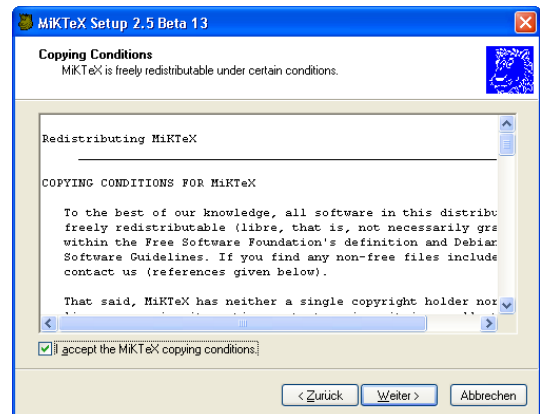 MiKTeX Setup 2.5 Beta 13
Copying Conditions
MiKTeX is freely redistributable under certain conditions.
Redistributing MiKTeX
COPYING CONDITIONS FOR MiKTeX
To the best of our knowledge, all software in this distribu
freely redistributable (libre, that is, not necessarily gra
within the Free Software Foundation's definition and Debian
Software Guidelines. If you find any non-free files include
contact us (references given below).
That said, MiKTeX has neither a single copyright holder nor
I accept the MiKTeX copying conditions.
< Zurück
Weiter >
Abbrechen